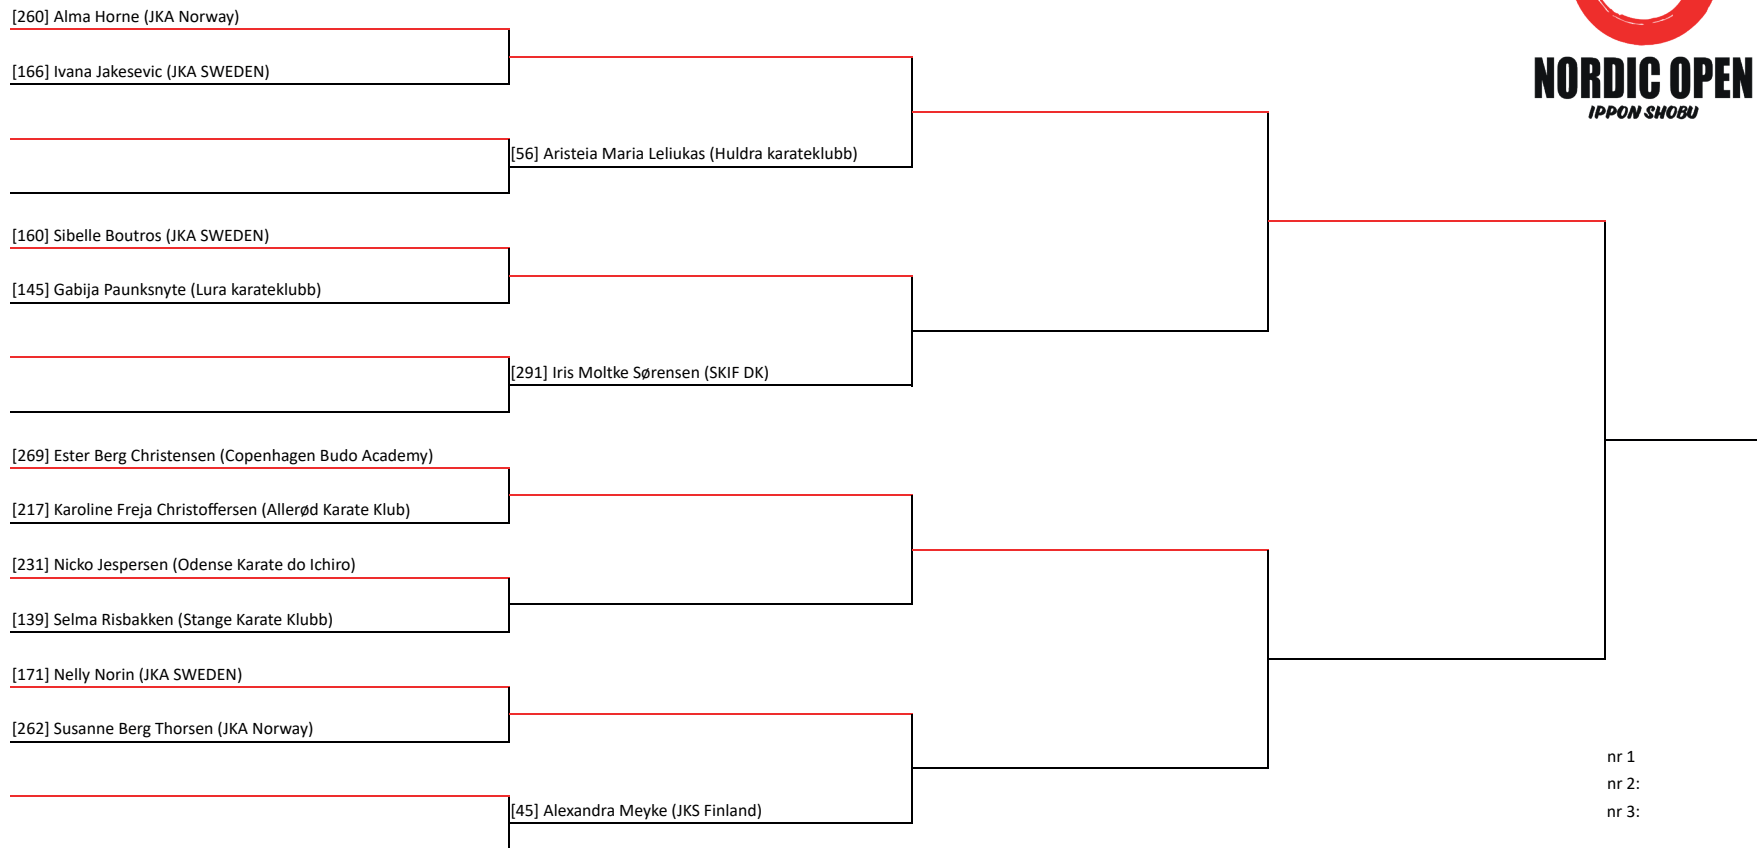 [260] Alma Horne (JKA Norway)
[166] Ivana Jakesevic (JKA SWEDEN)
NORDIC OPEN
IPPON SHOBU
[56] Aristeia Maria Leliukas (Huldra karateklubb)
[160] Sibelle Boutros (JKA SWEDEN)
[145] Gabija Paunksnyte (Lura karateklubb)
[291] Iris Moltke Sørensen (SKIF DK)
[269] Ester Berg Christensen (Copenhagen Budo Academy)
[217] Karoline Freja Christoffersen (Allerød Karate Klub)
[231] Nicko Jespersen (Odense Karate do Ichiro)
[139] Selma Risbakken (Stange Karate Klubb)
[171] Nelly Norin (JKA SWEDEN)
[262] Susanne Berg Thorsen (JKA Norway)
[45] Alexandra Meyke (JKS Finland)
nr 1
nr 2:
nr 3: